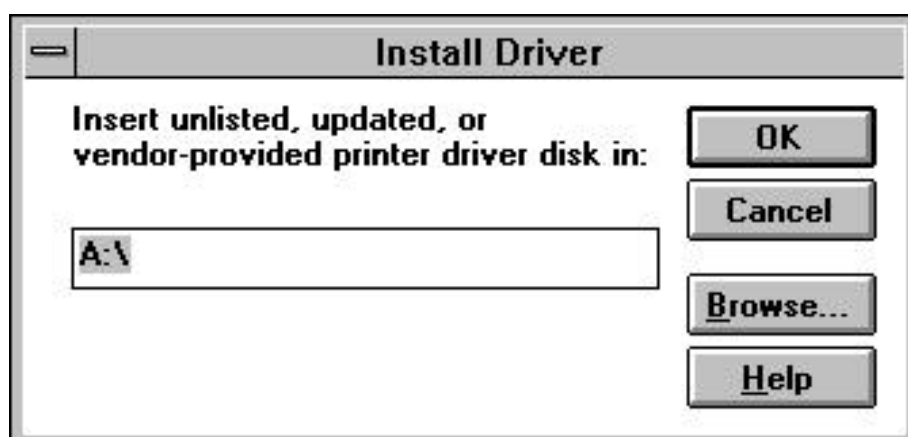 Install Driver
Insert unlisted, updated, or
vendor-provided printer driver disk in:
A:\
OK
Cancel
Browse...
Help